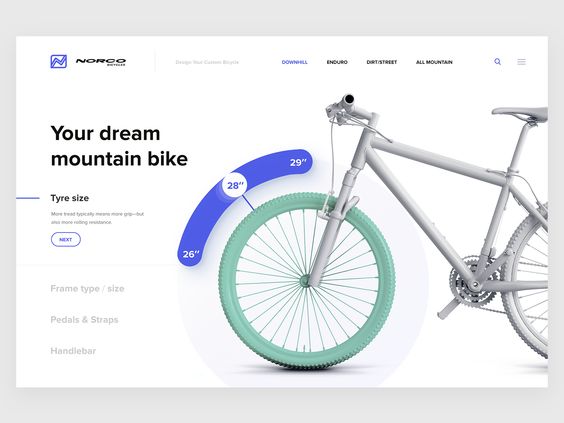 NORCO
BICYCLES
Design Your Custom Bicycle
DOWNHILL
ENDURO
DIRT/STREET
ALL MOUNTAIN
Your dream
mountain bike
Tyre size
More tread typically means more grip—but
also more rolling resistance.
NEXT
Frame type / size
Pedals & Straps
Handlebar
29″
28″
26″